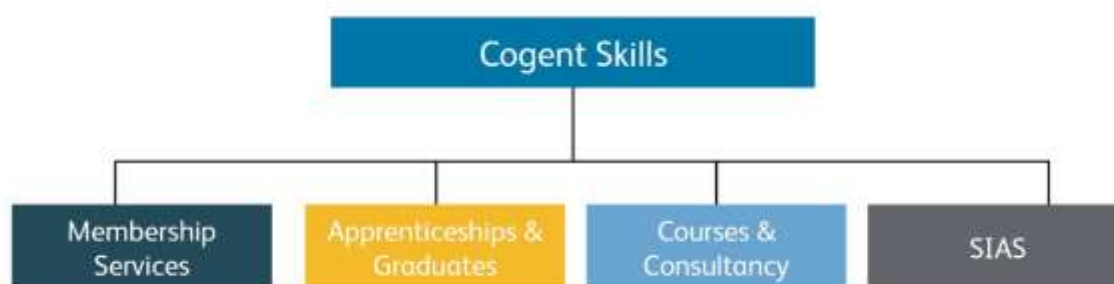 Cogent Skills
Membership
Services
Apprenticeships &
Graduates
Courses &
Consultancy
SIAS